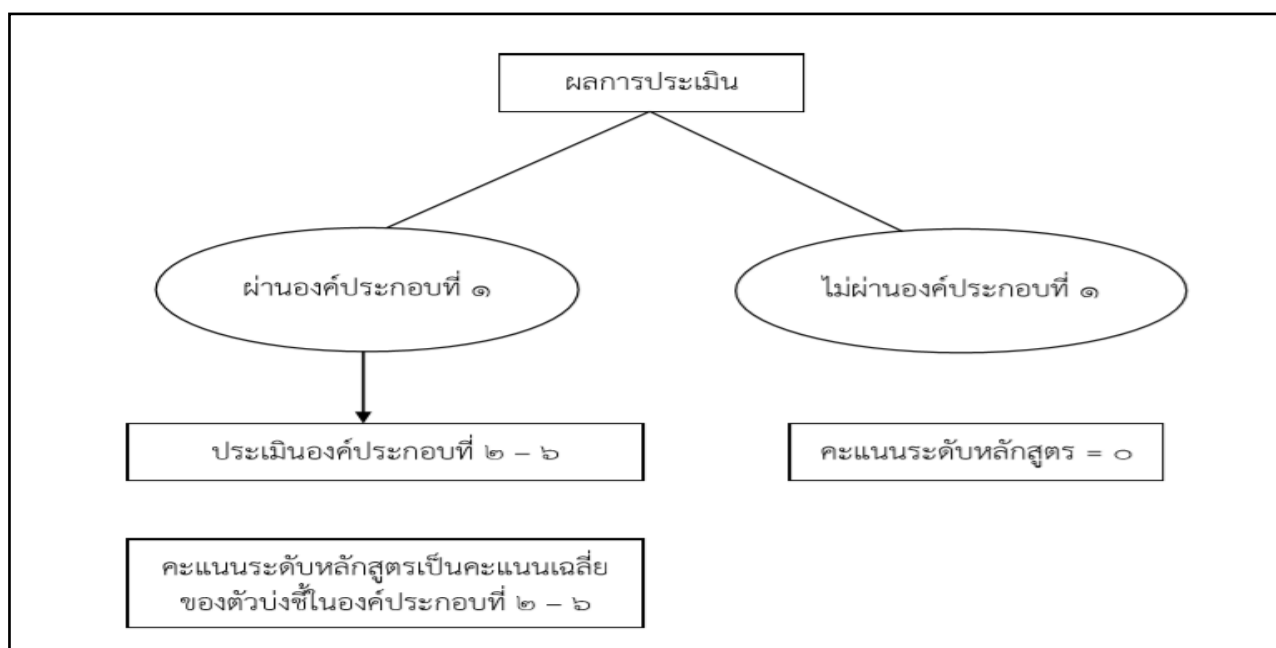 ผลการประเมิน
ผ่านองค์ประกอบที่ ๑
ไม่ผ่านองค์ประกอบที่ ๑
ประเมินองค์ประกอบที่ ๒ – ๖
คะแนนระดับหลักสูตร = ๐
คะแนนระดับหลักสูตรเป็นคะแนนเฉลี่ย
ของตัวบ่งชี้ในองค์ประกอบที่ ๒ – ๖